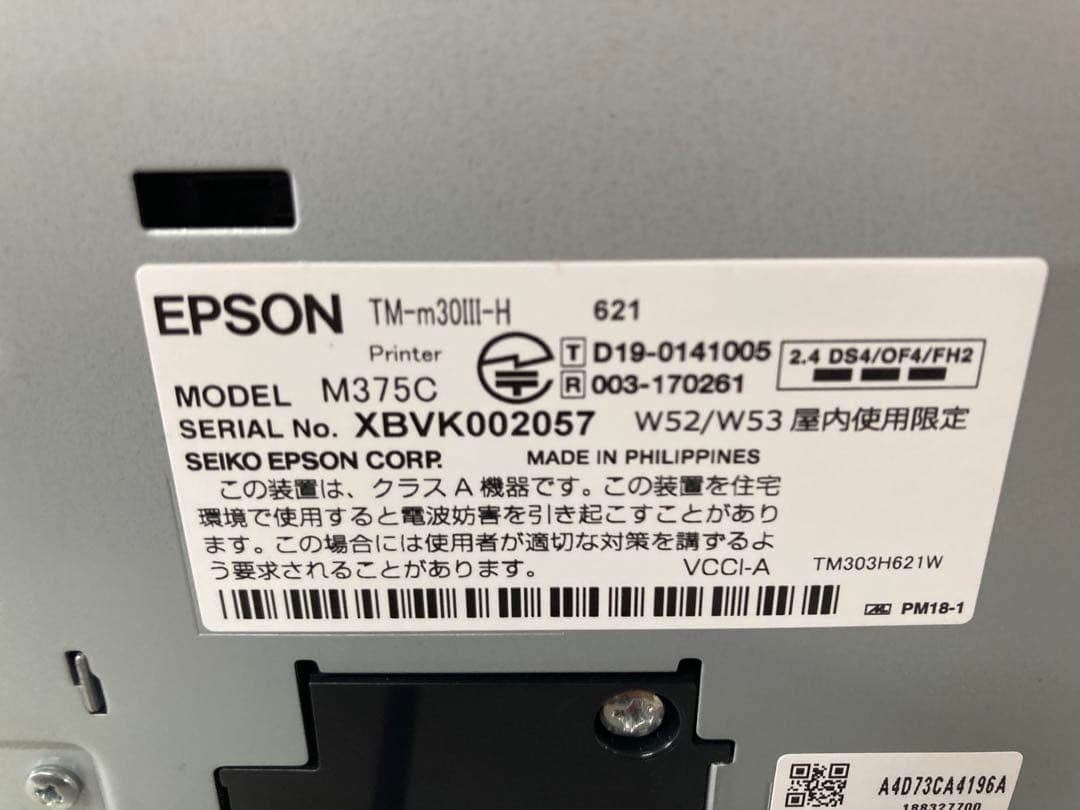 EPSON TM-m30III-H 621
Printer T D19-0141005 2.4 DS4/OF4/FH2
MODEL M375C R 003-170261
SERIAL No. XBVK002057 W52/W53 屋内使用限定
SEIKO EPSON CORP. MADE IN PHILIPPINES
この装置は、クラスA機器です。この装置を住宅
環境で使用すると電波妨害を引き起こすことがあり
ます。この場合には使用者が適切な対策を講ずるよ
う要求されることがあります。 VCCI-A TM303H621W
PM18-1
A4D73CA4196A
188327700